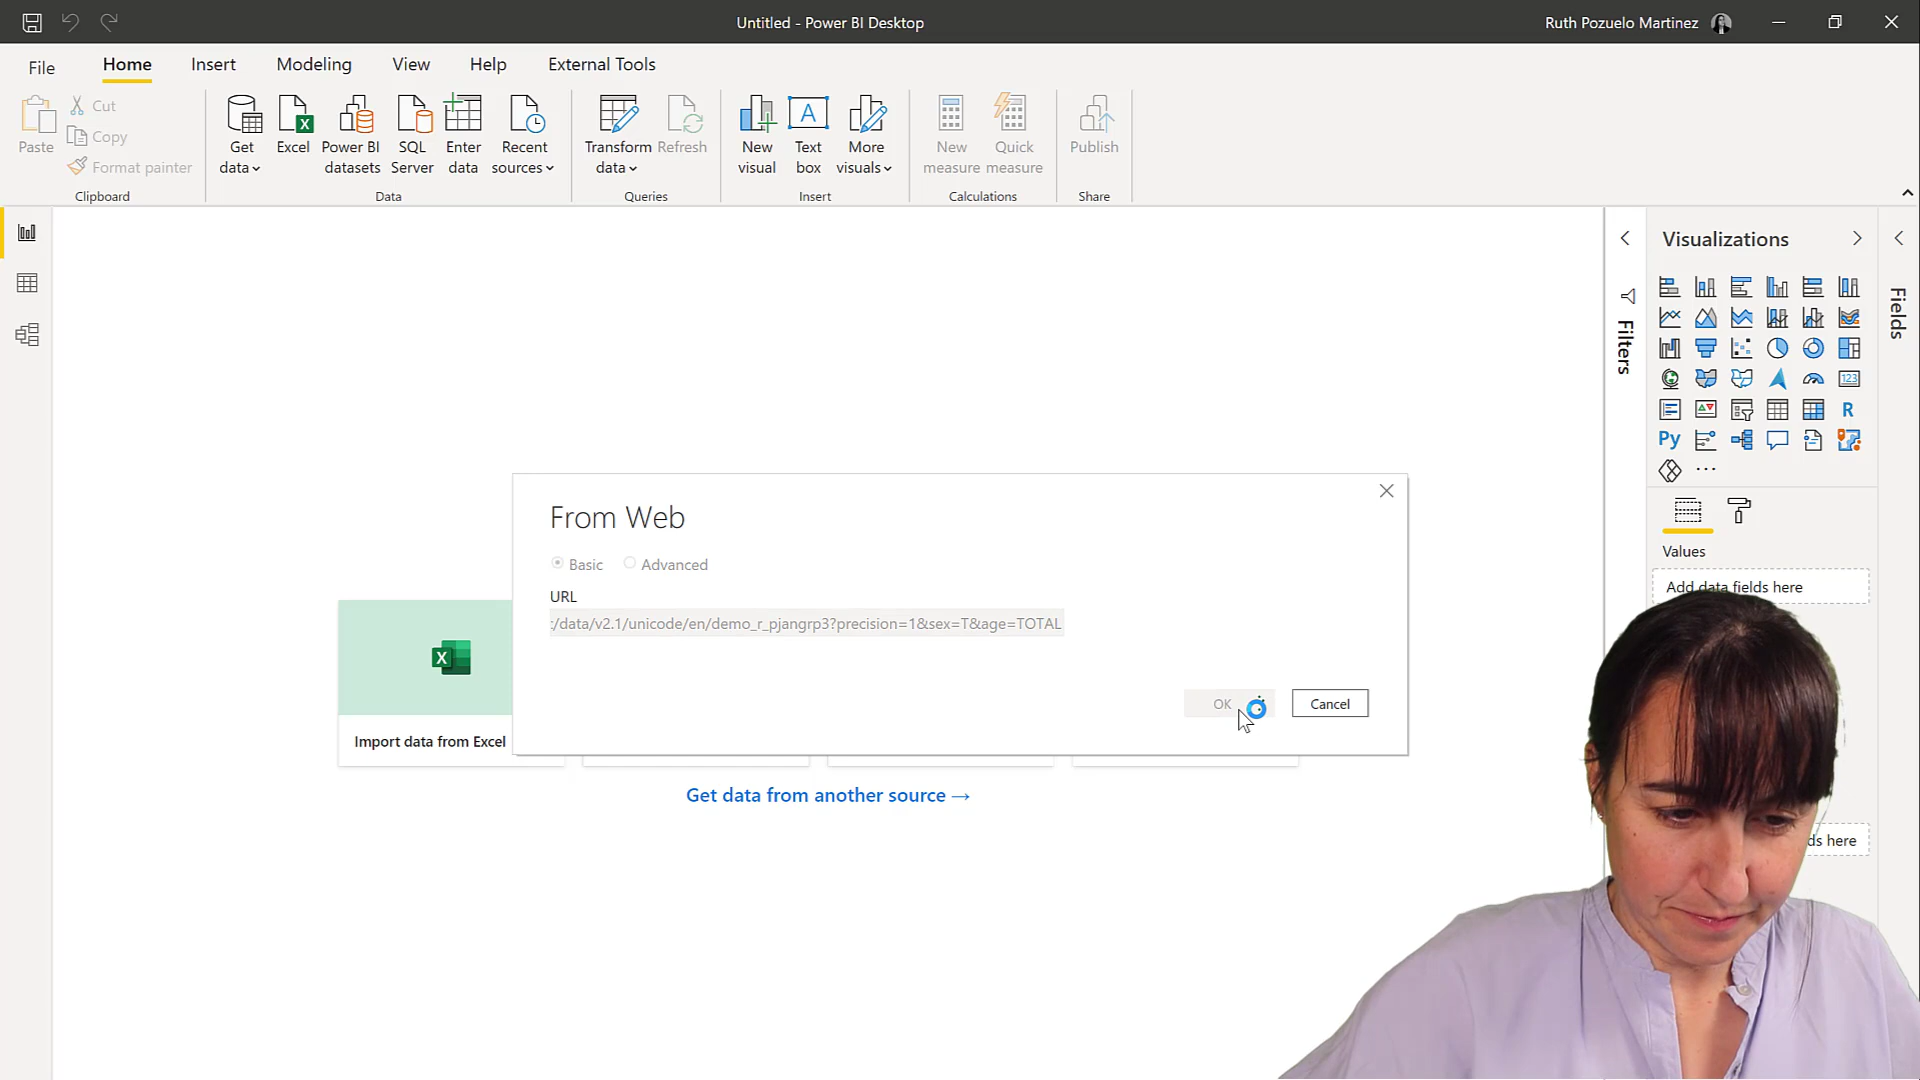 Untitled - Power BI Desktop
Ruth Pozuelo Martinez
File
Home
Insert
Modeling
View
Help
External Tools
Paste
Cut
Copy
Format painter
Clipboard
Get data
Excel
Power BI datasets
SQL Server
Enter data
Recent sources
Data
Transform data
Refresh
Queries
New visual
A
Text box
More visuals
Insert
New measure
Quick measure
Calculations
Publish
Share
Filters
Visualizations
Fields
123
R
Py
...
Values
Add data fields here
ds here
From Web
Basic
Advanced
URL
:/data/v2.1/unicode/en/demo_r_pjangrp3?precision=1&sex=T&age=TOTAL
OK
Cancel
X
Import data from Excel
Get data from another source →